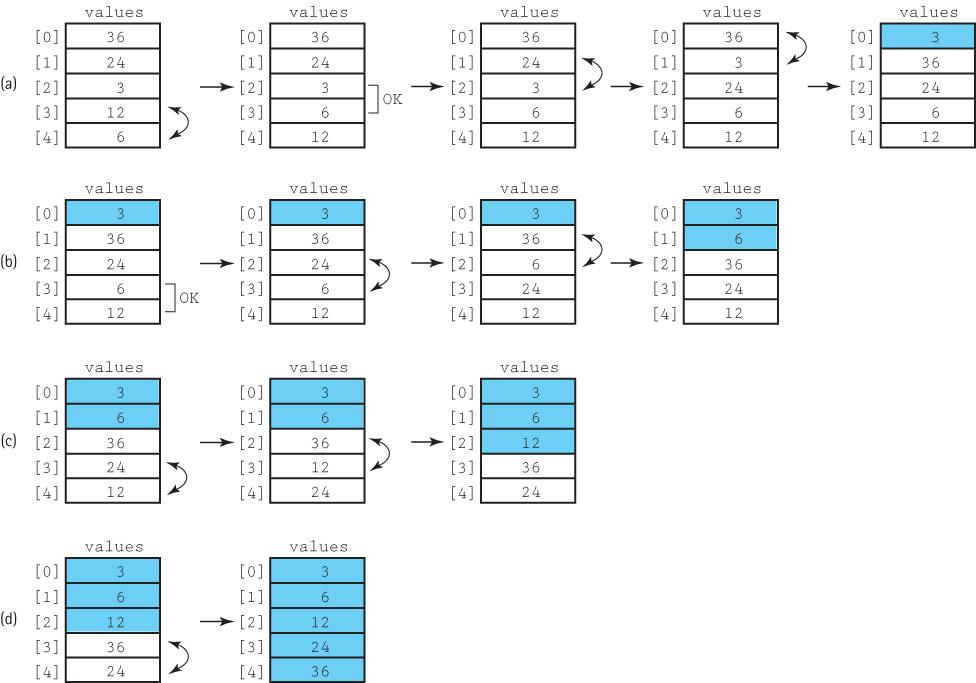 values values values values values
[0] 36 [0] 36 [0] 36 [0] 36 [0] 3
[1] 24 [1] 24 [1] 24 [1] 3 [1] 36
(a) [2] 3 [2] 3 [2] 3 [2] 24 [2] 24
OK
[3] 12 [3] 6 [3] 6 [3] 6 [3] 6
[4] 6 [4] 12 [4] 12 [4] 12 [4] 12
values values values values
[0] 3 [0] 3 [0] 3 [0] 3
[1] 36 [1] 36 [1] 36 [1] 6
(b) [2] 24 [2] 24 [2] 6 [2] 36
[3] 6 [3] 6 [3] 24 [3] 24
OK
[4] 12 [4] 12 [4] 12 [4] 12
values values values
[0] 3 [0] 3 [0] 3
[1] 6 [1] 6 [1] 6
(c) [2] 36 [2] 36 [2] 12
[3] 24 [3] 12 [3] 36
[4] 12 [4] 24 [4] 24
values values
[0] 3 [0] 3
[1] 6 [1] 6
(d) [2] 12 [2] 12
[3] 36 [3] 24
[4] 24 [4] 36